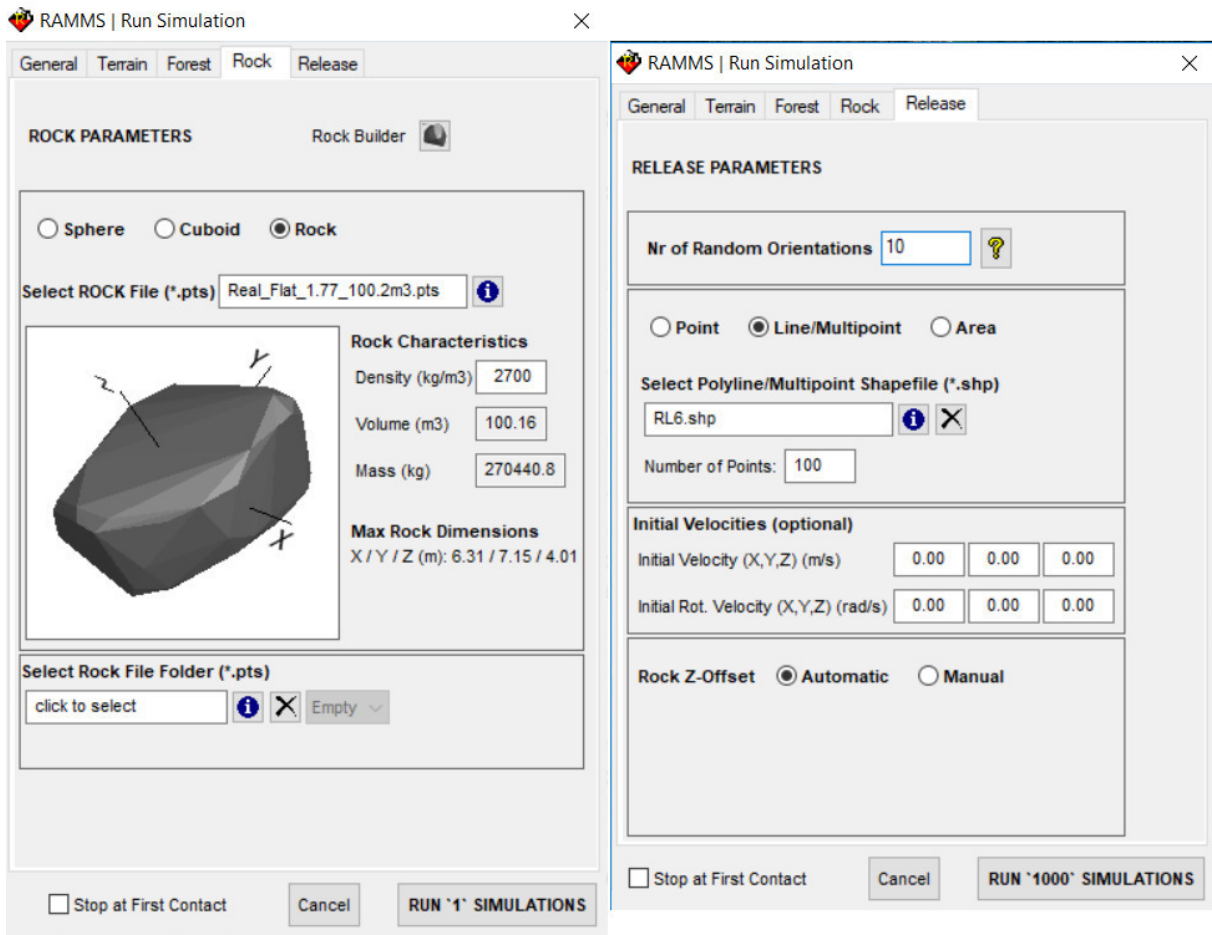 RAMMS | Run Simulation
General Terrain Forest Rock Release
ROCK PARAMETERS Rock Builder
Sphere Cuboid Rock
Select ROCK File (*.pts) Real_Flat_1.77_100.2m3.pts
Z Y X
Rock Characteristics
Density (kg/m3) 2700
Volume (m3) 100.16
Mass (kg) 270440.8
Max Rock Dimensions
X / Y / Z (m): 6.31 / 7.15 / 4.01
Select Rock File Folder (*.pts)
click to select Empty
Stop at First Contact Cancel RUN `1` SIMULATIONS
RAMMS | Run Simulation
General Terrain Forest Rock Release
RELEASE PARAMETERS
Nr of Random Orientations 10 ?
Point Line/Multipoint Area
Select Polyline/Multipoint Shapefile (*.shp)
RL6.shp
Number of Points: 100
Initial Velocities (optional)
Initial Velocity (X,Y,Z) (m/s) 0.00 0.00 0.00
Initial Rot. Velocity (X,Y,Z) (rad/s) 0.00 0.00 0.00
Rock Z-Offset Automatic Manual
Stop at First Contact Cancel RUN `1000` SIMULATIONS